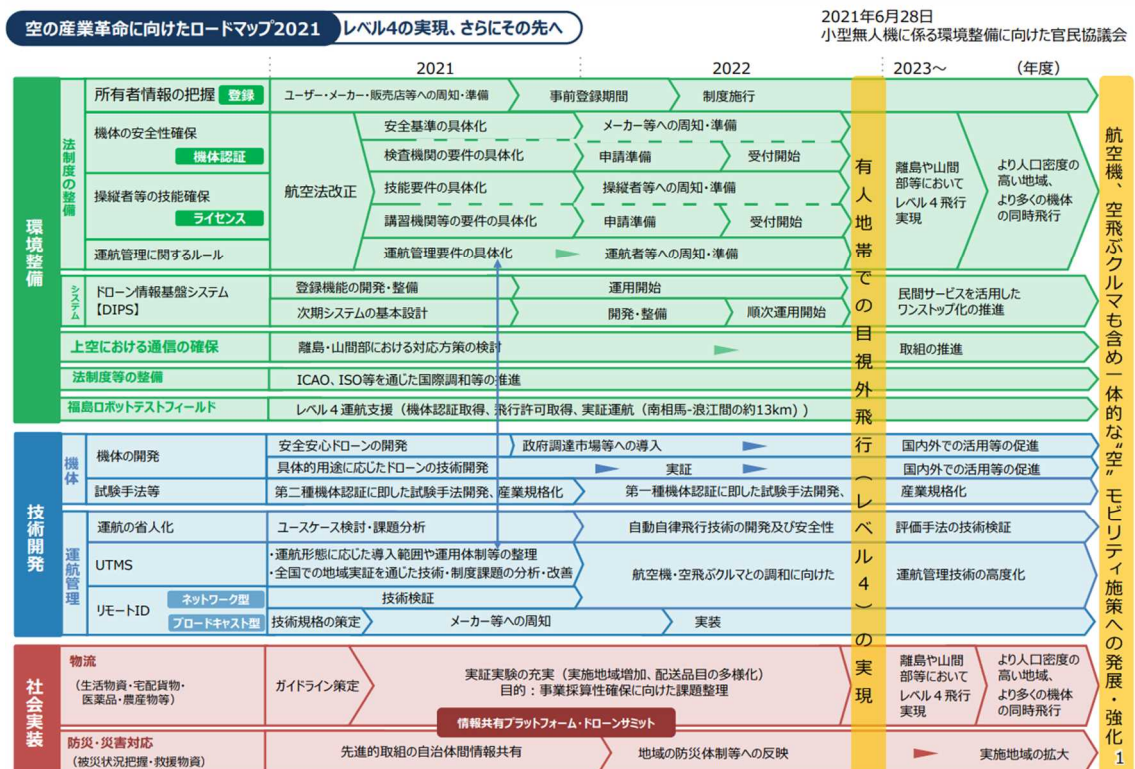 空の産業革命に向けたロードマップ2021 レベル4の実現、さらにその先へ
2021年6月28日
小型無人機に係る環境整備に向けた官民協議会
2021 2022 2023～ (年度)
環境整備
法制度の整備
所有者情報の把握 登録
ユーザー・メーカー・販売店等への周知・準備 事前登録期間 制度施行
機体の安全性確保
機体認証
操縦者等の技能確保
ライセンス
運航管理に関するルール
航空法改正
安全基準の具体化 メーカー等への周知・準備
検査機関の要件の具体化 申請準備 受付開始
技能要件の具体化 操縦者等への周知・準備
講習機関等の要件の具体化 申請準備 受付開始
運航管理要件の具体化 運航者等への周知・準備
離島や山間
部等において
レベル４飛行
実現
より人口密度の
高い地域、
より多くの機体
の同時飛行
システム
ドローン情報基盤システム
【DIPS】
登録機能の開発・整備 運用開始
次期システムの基本設計 開発・整備 順次運用開始
民間サービスを活用した
ワンストップ化の推進
上空における通信の確保 離島・山間部における対応方策の検討 取組の推進
法制度等の整備 ICAO、ISO等を通じた国際調和等の推進
福島ロボットテストフィールド レベル４運航支援（機体認証取得、飛行許可取得、実証運航（南相馬-浪江間の約13km)）
技術開発
機体
機体の開発
安全安心ドローンの開発 政府調達市場等への導入 国内外での活用等の促進
具体的用途に応じたドローンの技術開発 実証 国内外での活用等の促進
試験手法等 第二種機体認証に即した試験手法開発、産業規格化 第一種機体認証に即した試験手法開発、 産業規格化
運航管理
運航の省人化 ユースケース検討・課題分析 自動自律飛行技術の開発及び安全性 評価手法の技術検証
UTMS
・運航形態に応じた導入範囲や運用体制等の整理
・全国での地域実証を通じた技術・制度課題の分析・改善
航空機・空飛ぶクルマとの調和に向けた 運航管理技術の高度化
リモートID
ネットワーク型 技術検証
ブロードキャスト型 技術規格の策定 メーカー等への周知 実装
社会実装
物流
（生活物資・宅配貨物・
医薬品・農産物等）
ガイドライン策定
実証実験の充実（実施地域増加、配送品目の多様化）
目的：事業採算性確保に向けた課題整理
離島や山間
部等において
レベル４飛行
実現
より人口密度の
高い地域、
より多くの機体
の同時飛行
情報共有プラットフォーム・ドローンサミット
防災・災害対応
（被災状況把握・救援物資）
先進的取組の自治体間情報共有 地域の防災体制等への反映 実施地域の拡大
有人地帯での目視外飛行（レベル４）の実現
航空機、空飛ぶクルマも含め一体的な“空”モビリティ施策への発展・強化
1